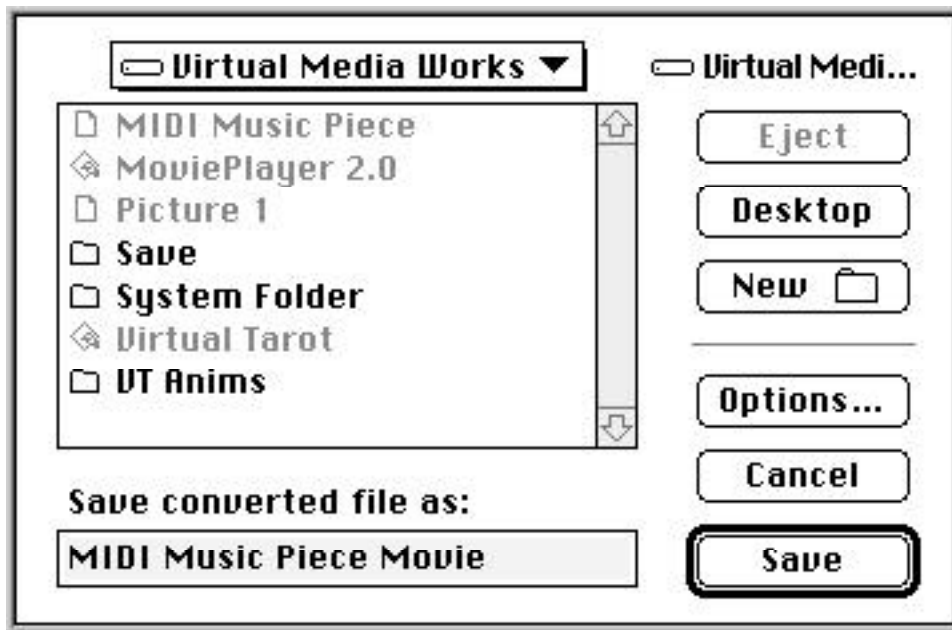 Virtual Media Works
Virtual Medi...
MIDI Music Piece
MoviePlayer 2.0
Picture 1
Save
System Folder
Virtual Tarot
VT Anims
Eject
Desktop
New
Options...
Cancel
Save converted file as:
MIDI Music Piece Movie
Save